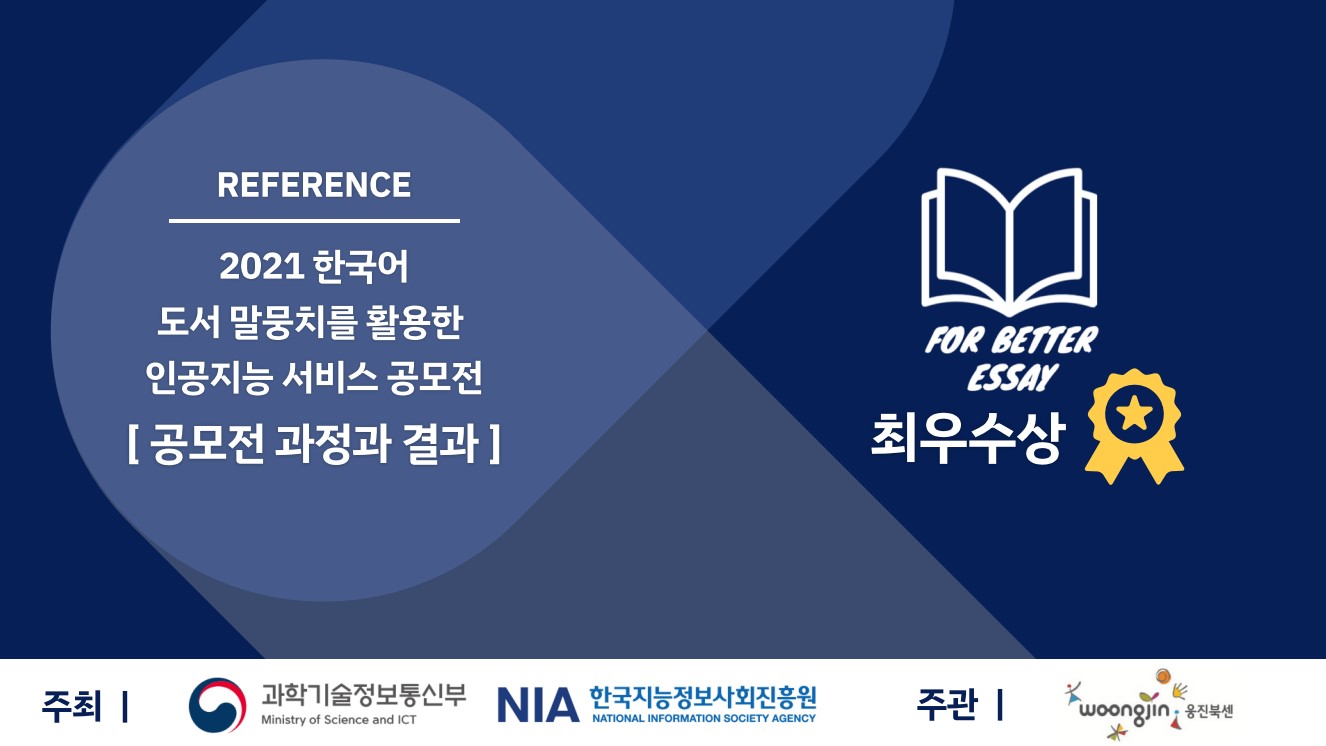 REFERENCE
2021 한국어
도서 말뭉치를 활용한
인공지능 서비스 공모전
[ 공모전 과정과 결과 ]
FOR BETTER
ESSAY
최우수상
주최 |
과학기술정보통신부
Ministry of Science and ICT
NIA 한국지능정보사회진흥원
NATIONAL INFORMATION SOCIETY AGENCY
주관 |
woongjin 웅진북센